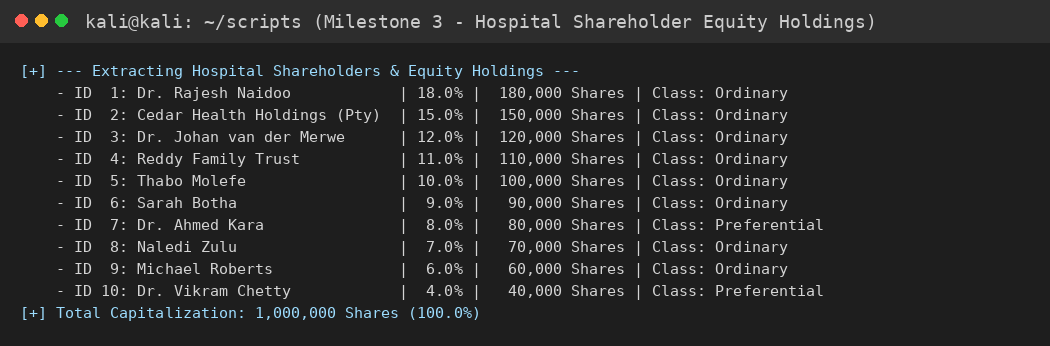 kali@kali: ~/scripts (Milestone 3 - Hospital Shareholder Equity Holdings)
[+] --- Extracting Hospital Shareholders & Equity Holdings ---
    - ID  1: Dr. Rajesh Naidoo            | 18.0% |  180,000 Shares | Class: Ordinary
    - ID  2: Cedar Health Holdings (Pty)  | 15.0% |  150,000 Shares | Class: Ordinary
    - ID  3: Dr. Johan van der Merwe      | 12.0% |  120,000 Shares | Class: Ordinary
    - ID  4: Reddy Family Trust           | 11.0% |  110,000 Shares | Class: Ordinary
    - ID  5: Thabo Molefe                 | 10.0% |  100,000 Shares | Class: Ordinary
    - ID  6: Sarah Botha                  |  9.0% |   90,000 Shares | Class: Ordinary
    - ID  7: Dr. Ahmed Kara               |  8.0% |   80,000 Shares | Class: Preferential
    - ID  8: Naledi Zulu                  |  7.0% |   70,000 Shares | Class: Ordinary
    - ID  9: Michael Roberts              |  6.0% |   60,000 Shares | Class: Ordinary
    - ID 10: Dr. Vikram Chetty            |  4.0% |   40,000 Shares | Class: Preferential
[+] Total Capitalization: 1,000,000 Shares (100.0%)